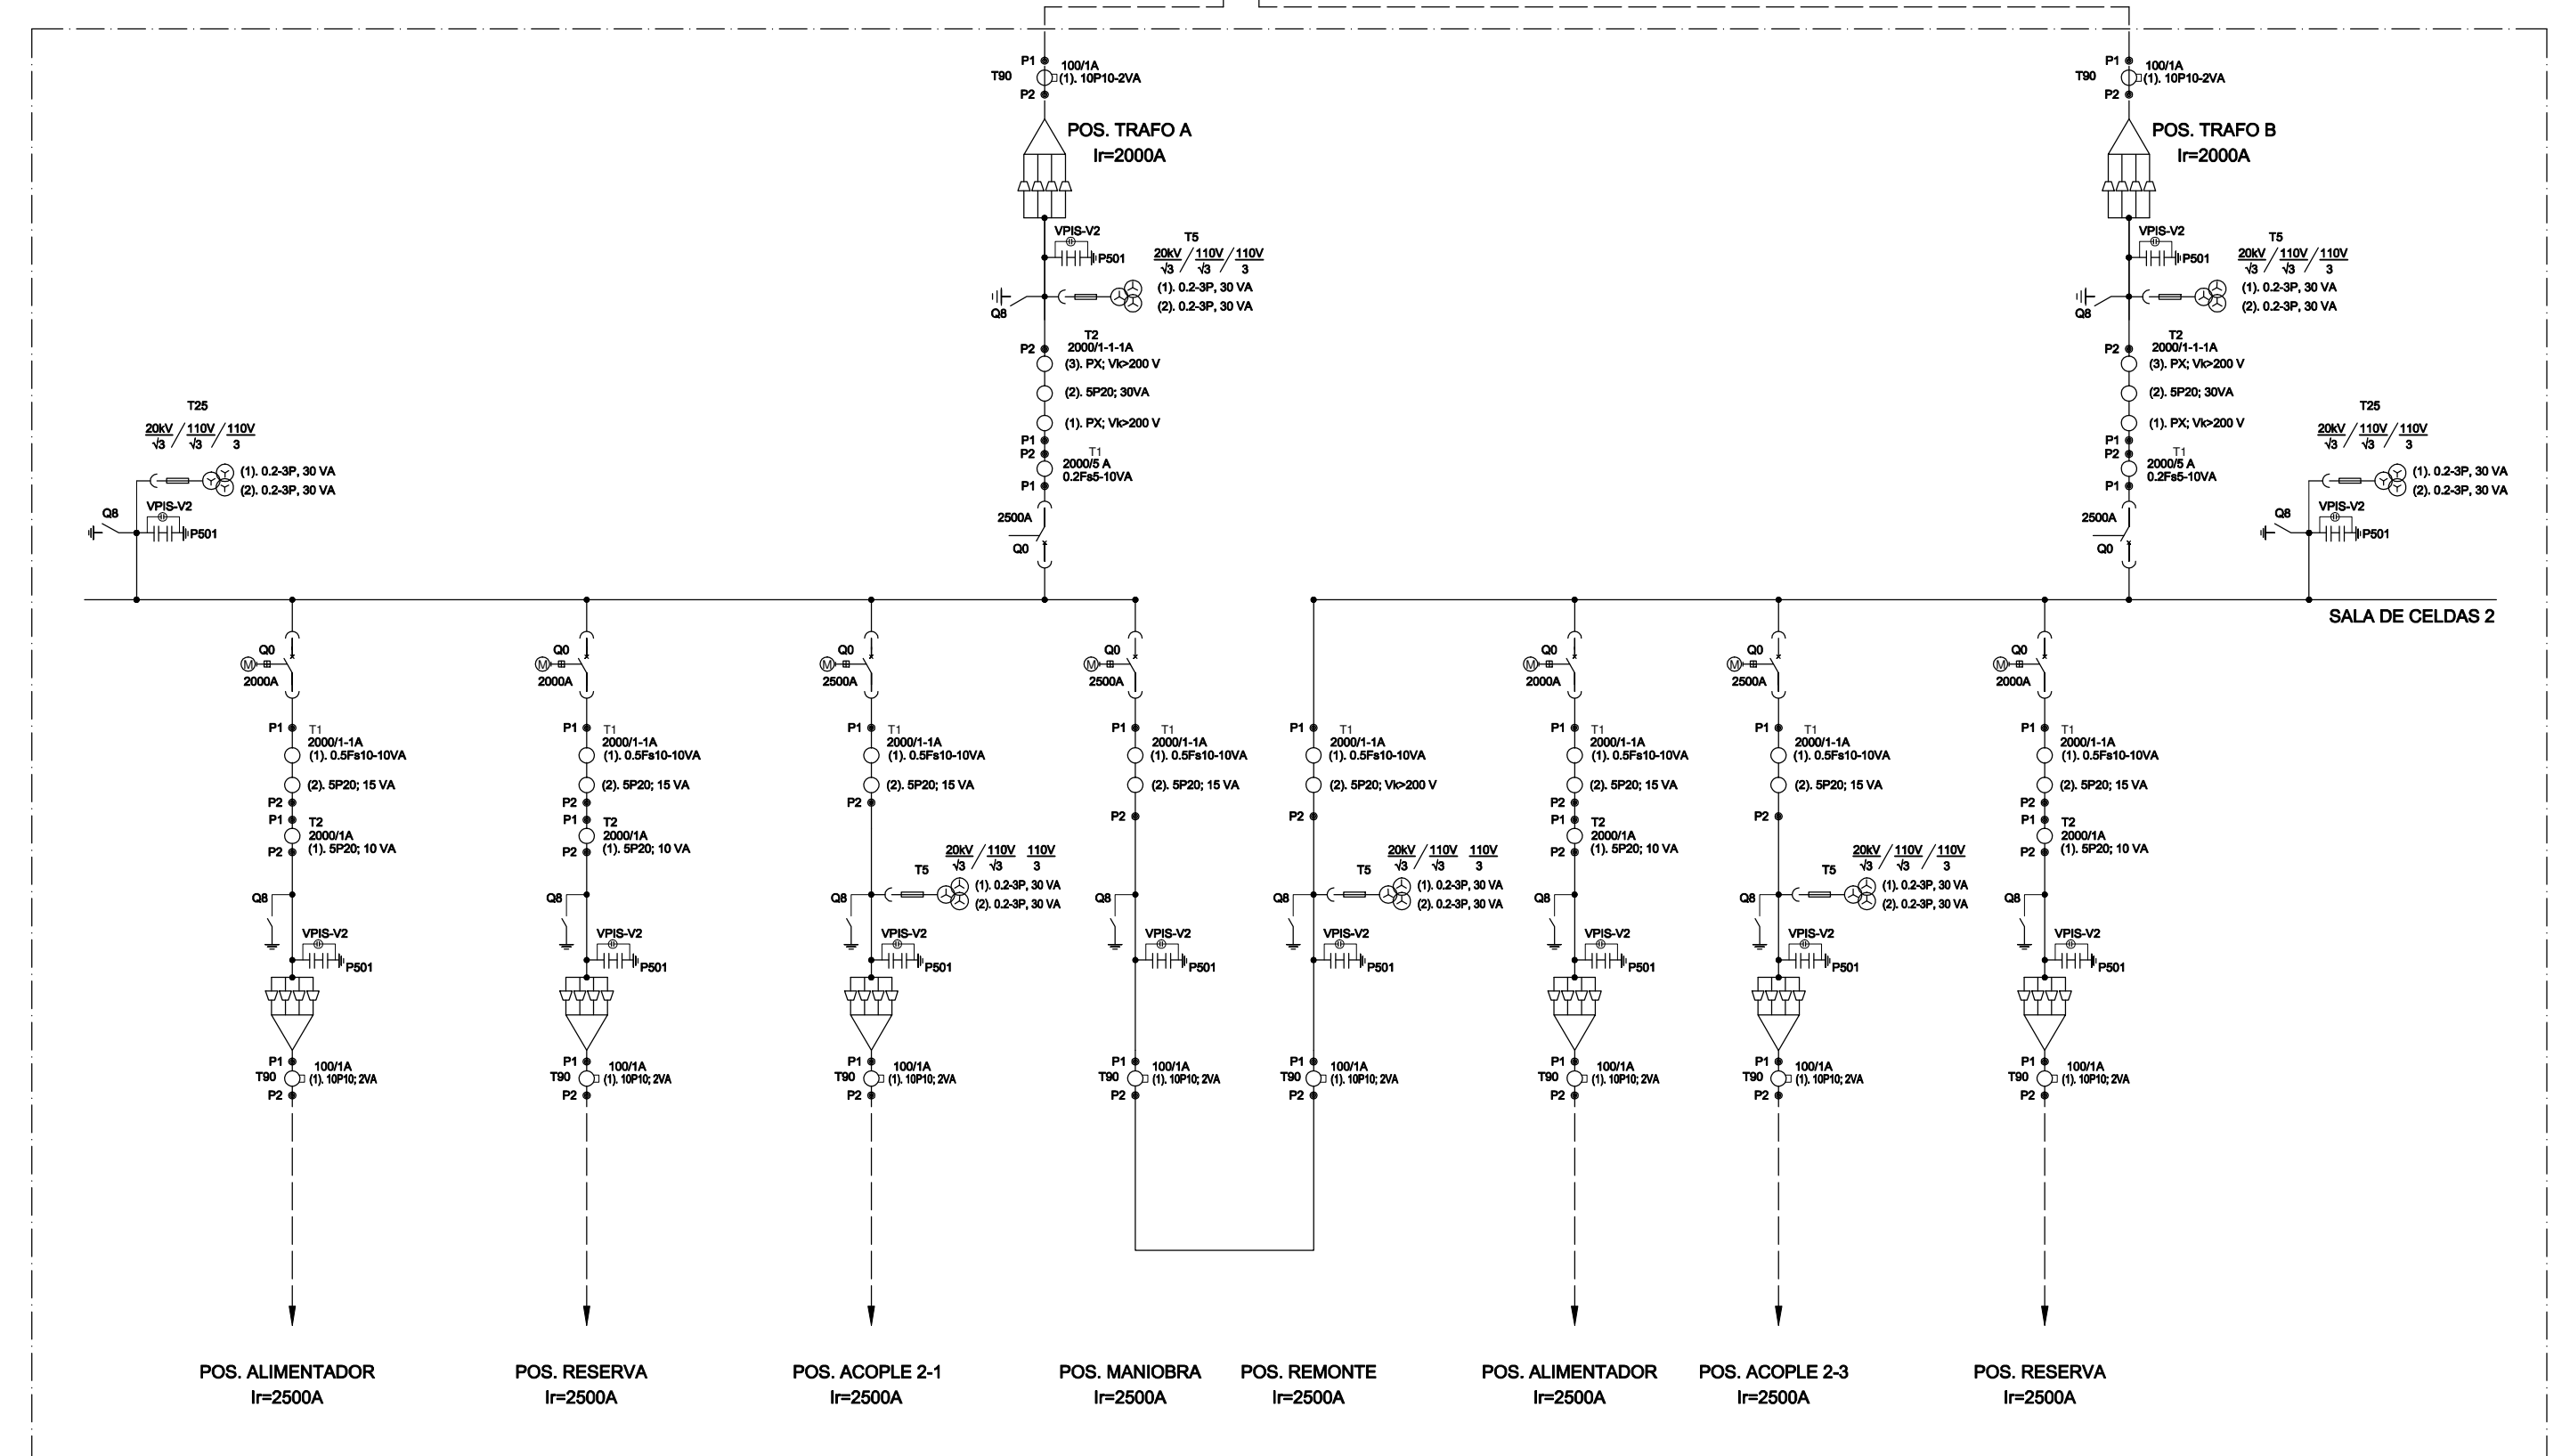 P1
100/1A
T90
(1). 10P10-2VA
P2
POS. TRAFO A
Ir=2000A
VPIS-V2
P501
T5
20kV/√3 / 110V/√3 / 110V/3
(1). 0.2-3P, 30 VA
(2). 0.2-3P, 30 VA
Q8
T2
P2
2000/1-1-1A
(3). PX; Vk>200 V
(2). 5P20; 30VA
(1). PX; Vk>200 V
P1
P2
T1
2000/5 A
0.2Fs5-10VA
P1
2500A
Q0
P1
100/1A
T90
(1). 10P10-2VA
P2
POS. TRAFO B
Ir=2000A
VPIS-V2
P501
T5
20kV/√3 / 110V/√3 / 110V/3
(1). 0.2-3P, 30 VA
(2). 0.2-3P, 30 VA
Q8
T2
P2
2000/1-1-1A
(3). PX; Vk>200 V
(2). 5P20; 30VA
(1). PX; Vk>200 V
P1
P2
T1
2000/5 A
0.2Fs5-10VA
P1
2500A
Q0
T25
20kV/√3 / 110V/√3 / 110V/3
(1). 0.2-3P, 30 VA
(2). 0.2-3P, 30 VA
VPIS-V2
Q8
P501
T25
20kV/√3 / 110V/√3 / 110V/3
(1). 0.2-3P, 30 VA
(2). 0.2-3P, 30 VA
VPIS-V2
Q8
P501
SALA DE CELDAS 2
Q0
M
2000A
P1
T1
2000/1-1A
(1). 0.5Fs10-10VA
(2). 5P20; 15 VA
P2
P1
T2
2000/1A
P2
(1). 5P20; 10 VA
Q8
VPIS-V2
P501
P1
100/1A
T90
(1). 10P10; 2VA
P2
POS. ALIMENTADOR
Ir=2500A
Q0
M
2000A
P1
T1
2000/1-1A
(1). 0.5Fs10-10VA
(2). 5P20; 15 VA
P2
P1
T2
2000/1A
P2
(1). 5P20; 10 VA
Q8
VPIS-V2
P501
P1
100/1A
T90
(1). 10P10; 2VA
P2
POS. RESERVA
Ir=2500A
Q0
M
2500A
P1
T1
2000/1-1A
(1). 0.5Fs10-10VA
(2). 5P20; 15 VA
P2
20kV/√3 / 110V/√3 110V/3
T5
(1). 0.2-3P, 30 VA
(2). 0.2-3P, 30 VA
Q8
VPIS-V2
P501
P1
100/1A
T90
(1). 10P10; 2VA
P2
POS. ACOPLE 2-1
Ir=2500A
Q0
M
2500A
P1
T1
2000/1-1A
(1). 0.5Fs10-10VA
(2). 5P20; 15 VA
P2
Q8
VPIS-V2
P501
P1
100/1A
T90
(1). 10P10; 2VA
P2
POS. MANIOBRA
Ir=2500A
P1
T1
2000/1-1A
(1). 0.5Fs10-10VA
(2). 5P20; Vk>200 V
P2
20kV/√3 / 110V/√3 110V/3
T5
(1). 0.2-3P, 30 VA
(2). 0.2-3P, 30 VA
Q8
VPIS-V2
P501
P1
100/1A
T90
(1). 10P10; 2VA
P2
POS. REMONTE
Ir=2500A
Q0
M
2000A
P1
T1
2000/1-1A
(1). 0.5Fs10-10VA
(2). 5P20; 15 VA
P2
P1
T2
2000/1A
P2
(1). 5P20; 10 VA
Q8
VPIS-V2
P501
P1
100/1A
T90
(1). 10P10; 2VA
P2
POS. ALIMENTADOR
Ir=2500A
Q0
M
2500A
P1
T1
2000/1-1A
(1). 0.5Fs10-10VA
(2). 5P20; 15 VA
P2
20kV/√3 / 110V/√3 / 110V/3
T5
(1). 0.2-3P, 30 VA
(2). 0.2-3P, 30 VA
Q8
VPIS-V2
P501
P1
100/1A
T90
(1). 10P10; 2VA
P2
POS. ACOPLE 2-3
Ir=2500A
Q0
M
2000A
P1
T1
2000/1-1A
(1). 0.5Fs10-10VA
(2). 5P20; 15 VA
P2
P1
T2
2000/1A
P2
(1). 5P20; 10 VA
Q8
VPIS-V2
P501
P1
100/1A
T90
(1). 10P10; 2VA
P2
POS. RESERVA
Ir=2500A